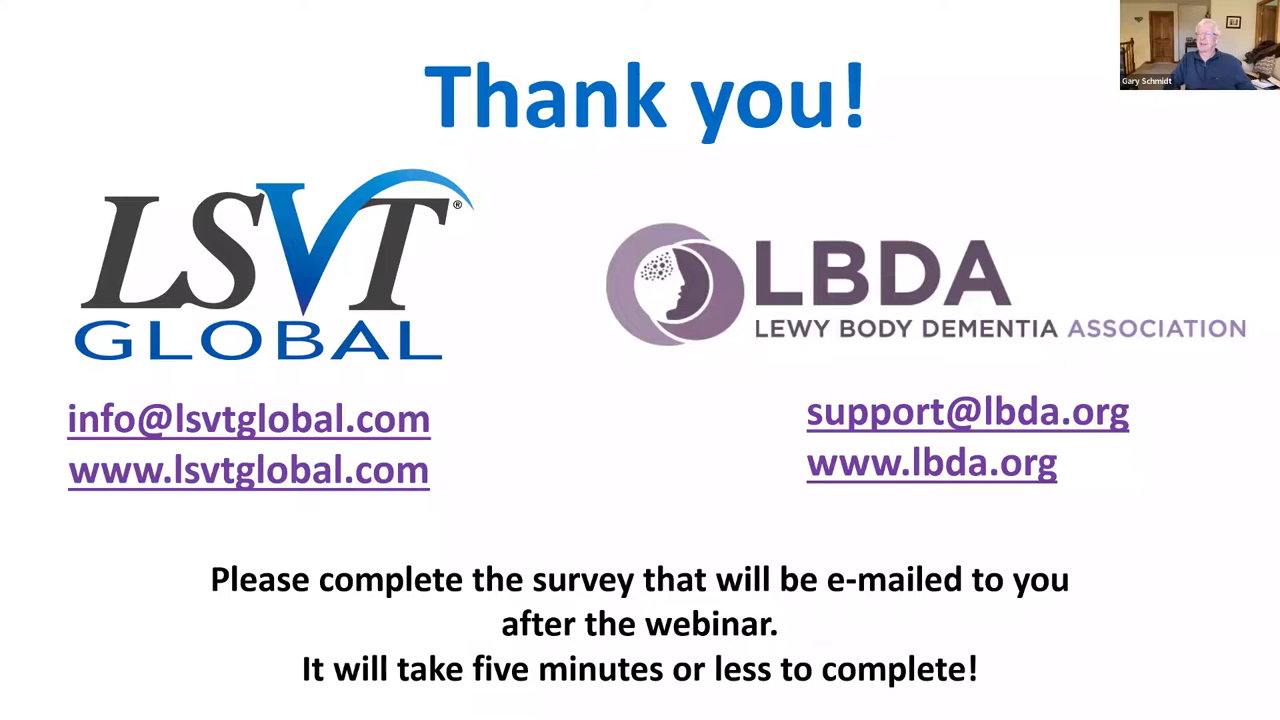 Gary Schmidt
Thank you!
LSVT®
GLOBAL
LBDA
LEWY BODY DEMENTIA ASSOCIATION
info@lsvtglobal.com
www.lsvtglobal.com
support@lbda.org
www.lbda.org
Please complete the survey that will be e-mailed to you
after the webinar.
It will take five minutes or less to complete!